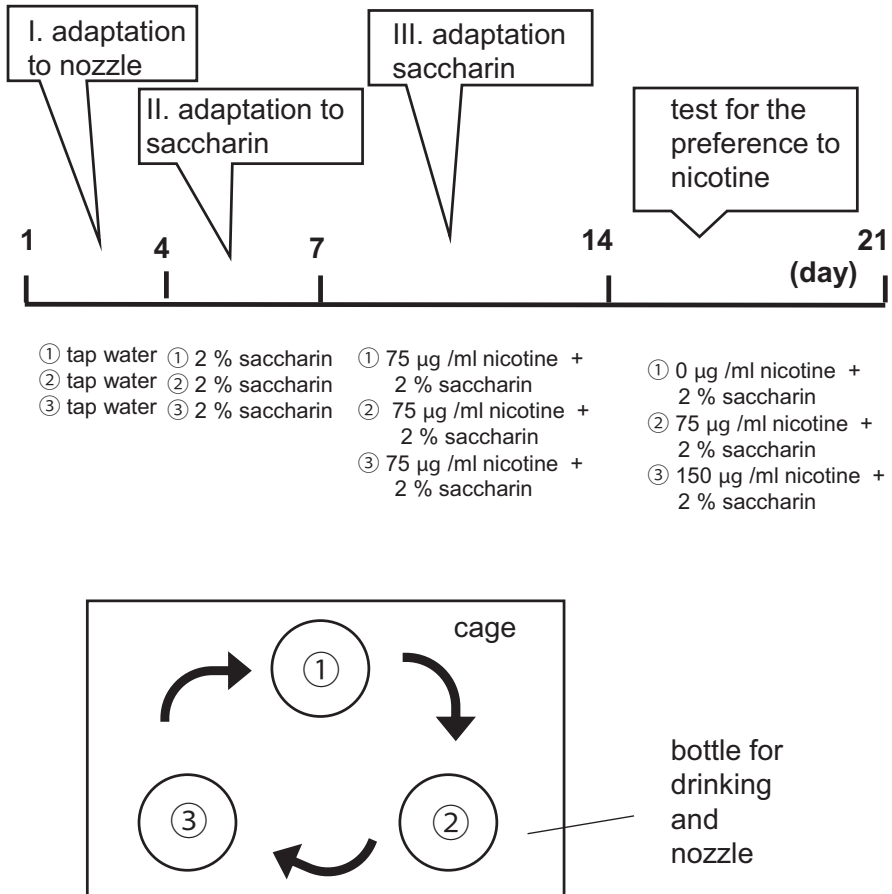 I. adaptation
to nozzle
II. adaptation to
saccharin
III. adaptation
saccharin
test for the
preference to
nicotine
1
4
7
14
21
(day)
① tap water
② tap water
③ tap water
① 2 % saccharin
② 2 % saccharin
③ 2 % saccharin
① 75 μg /ml nicotine +
2 % saccharin
② 75 μg /ml nicotine +
2 % saccharin
③ 75 μg /ml nicotine +
2 % saccharin
① 0 μg /ml nicotine +
2 % saccharin
② 75 μg /ml nicotine +
2 % saccharin
③ 150 μg /ml nicotine +
2 % saccharin
cage
①
②
③
bottle for
drinking
and
nozzle